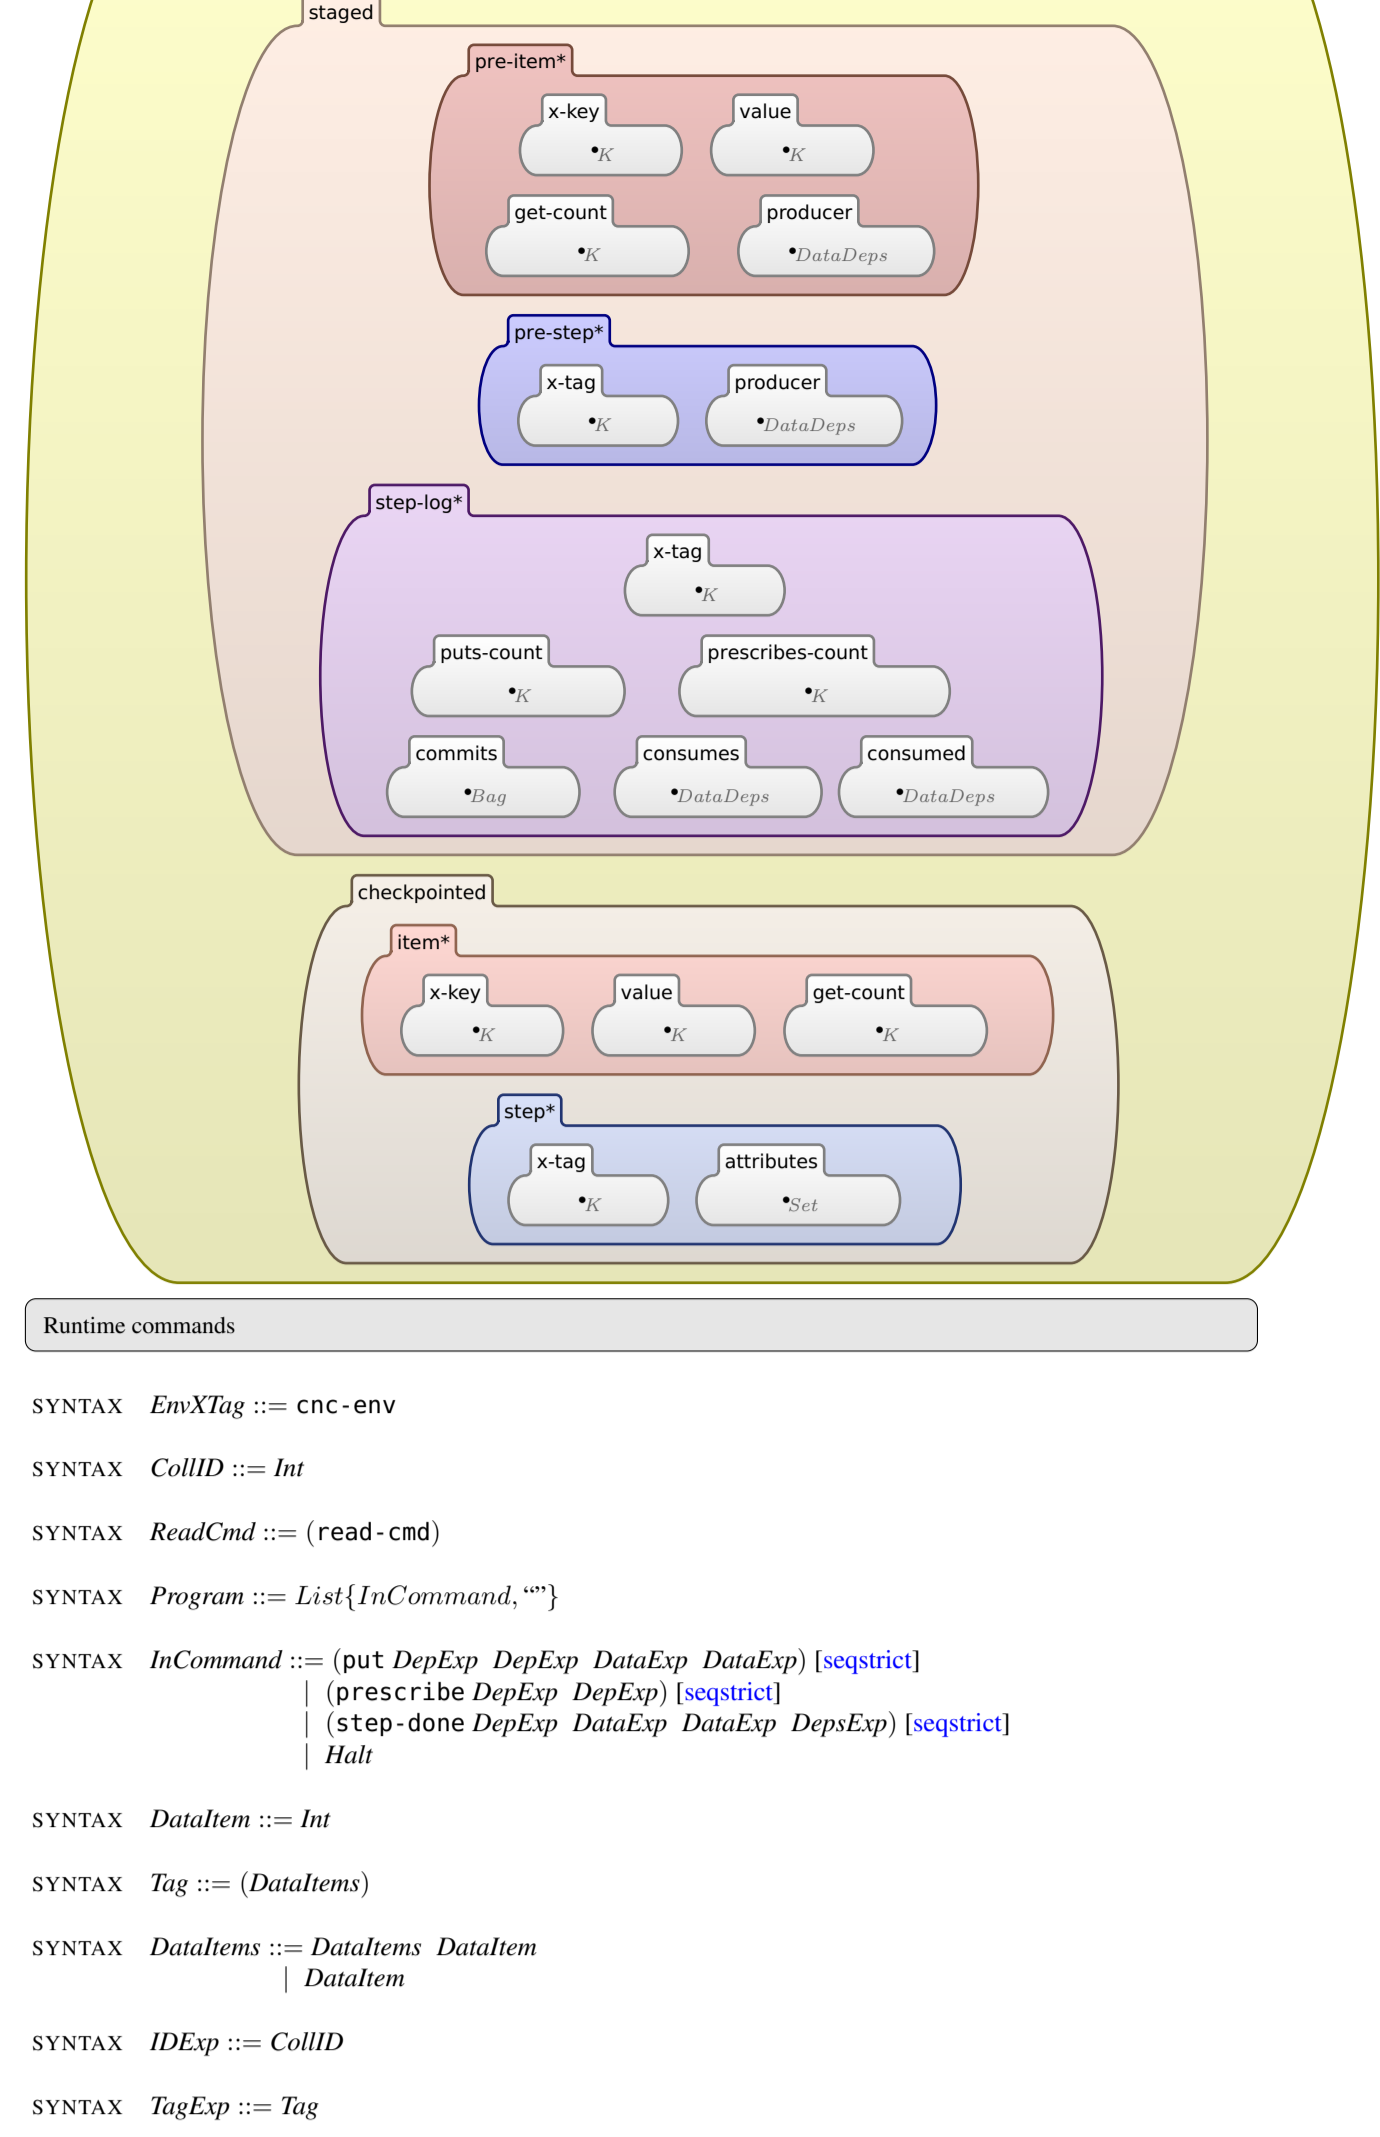 staged
pre-item*
x-key value
•K •K
get-count producer
•K •DataDeps
pre-step*
x-tag producer
•K •DataDeps
step-log*
x-tag
•K
puts-count prescribes-count
•K •K
commits consumes consumed
•Bag •DataDeps •DataDeps
checkpointed
item*
x-key value get-count
•K •K •K
step*
x-tag attributes
•K •Set
Runtime commands
SYNTAX EnvXTag ::= cnc-env
SYNTAX CollID ::= Int
SYNTAX ReadCmd ::= (read-cmd)
SYNTAX Program ::= List{InCommand, “”}
SYNTAX InCommand ::= (put DepExp DepExp DataExp DataExp) [seqstrict]
| (prescribe DepExp DepExp) [seqstrict]
| (step-done DepExp DataExp DataExp DepsExp) [seqstrict]
| Halt
SYNTAX DataItem ::= Int
SYNTAX Tag ::= (DataItems)
SYNTAX DataItems ::= DataItems DataItem
| DataItem
SYNTAX IDExp ::= CollID
SYNTAX TagExp ::= Tag